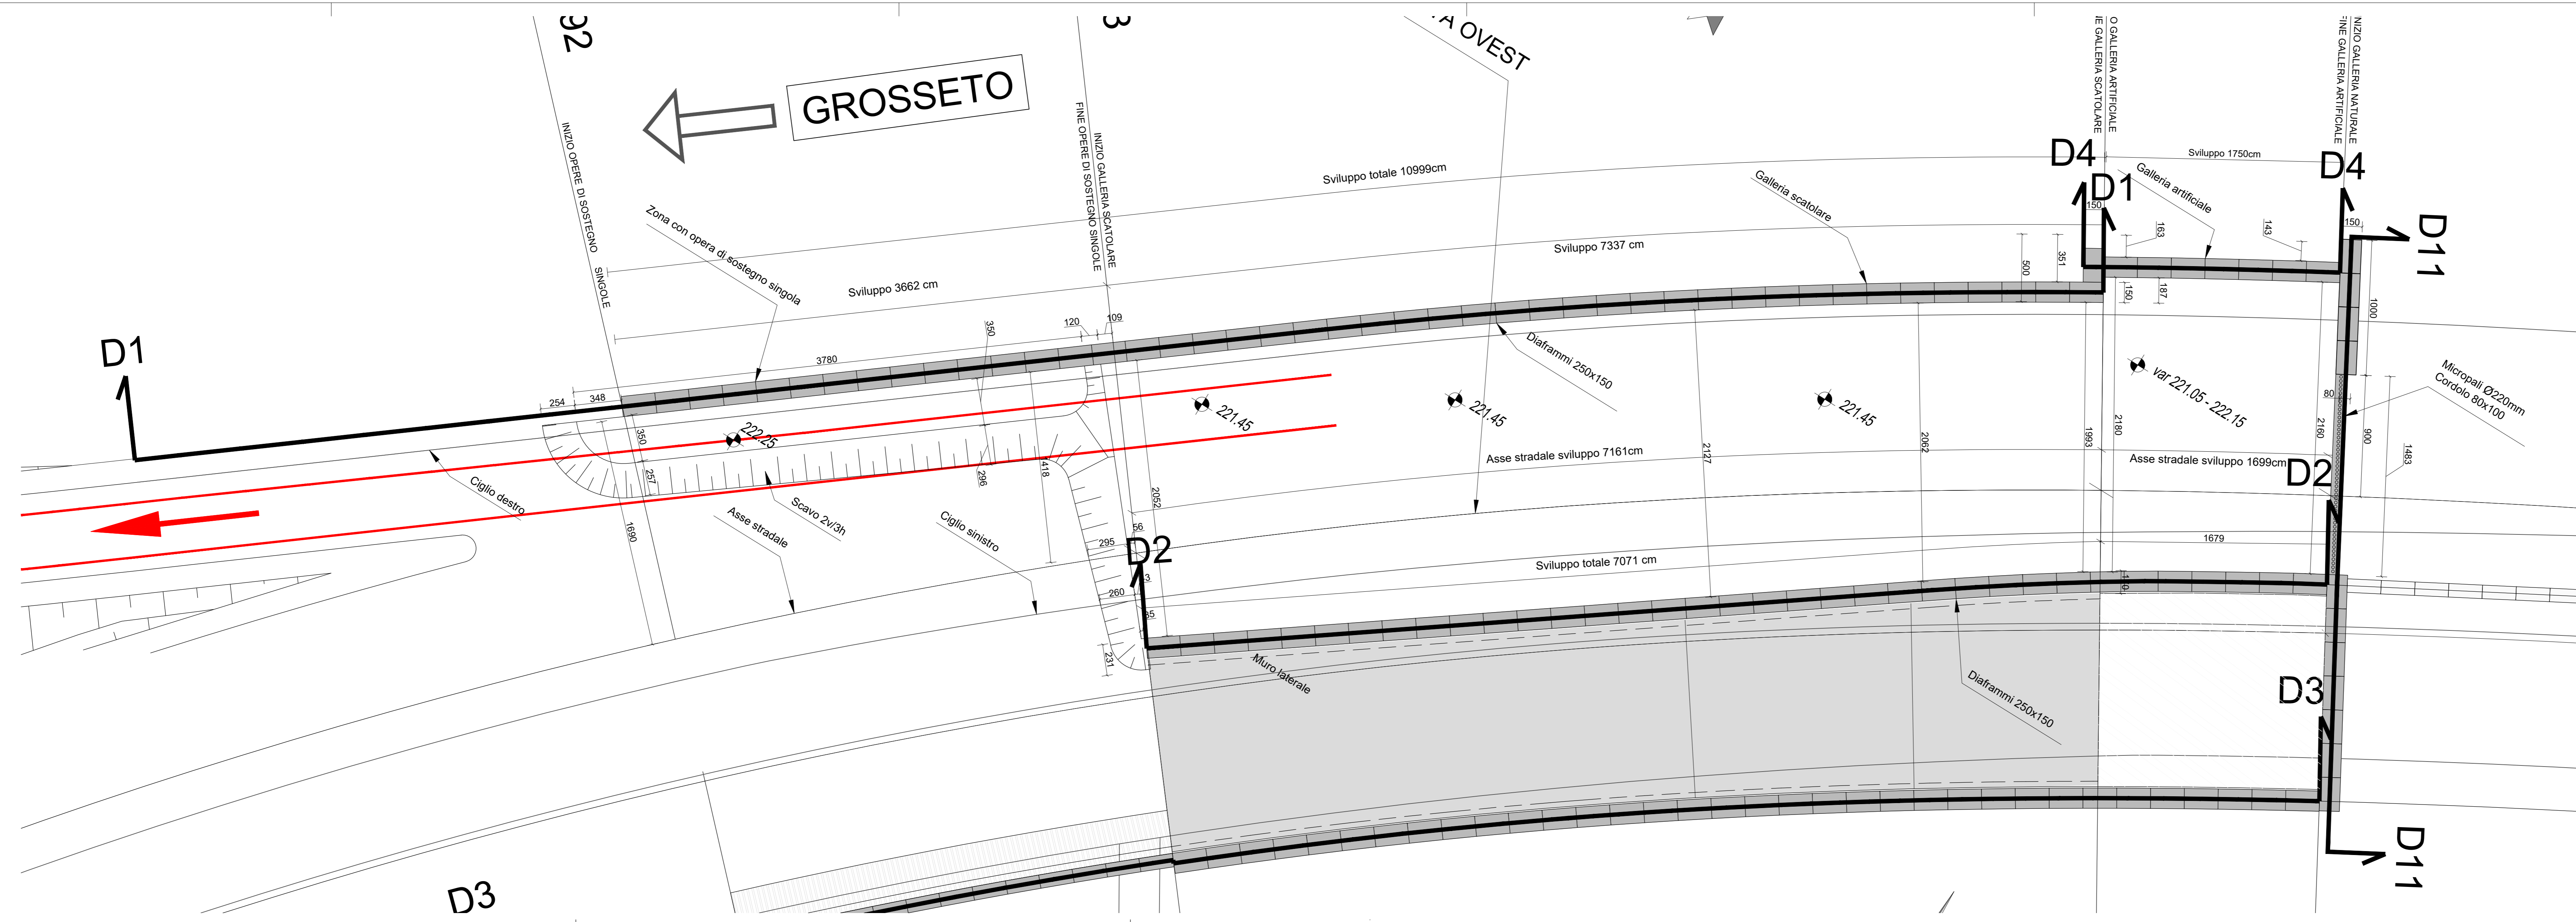 92
3
GROSSETO
TA OVEST
O GALLERIA ARTIFICIALE
E GALLERIA SCATOLARE
NIZIO GALLERIA NATURALE
FINE GALLERIA ARTIFICIALE
INIZIO OPERE DI SOSTEGNO SINGOLE
FINE OPERE DI SOSTEGNO SINGOLE
INIZIO GALLERIA SCATOLARE
D4
D1
D4
D11
Sviluppo 1750cm
Sviluppo totale 10999cm
Galleria scatolare
Galleria artificiale
Zona con opera di sostegno singola
Sviluppo 7337 cm
Sviluppo 3662 cm
150
163
143
150
500
351
150
187
1000
350
120
109
3780
D1
254
348
350
257
222.25
221.45
221.45
221.45
var 221.05 - 222.15
Diaframmi 250x150
Micropali Ø220mm
Cordolo 80x100
80
900
1483
2160
2180
1993
2062
2127
2052
418
296
1690
Asse stradale sviluppo 7161cm
Asse stradale sviluppo 1699cm
D2
Ciglio destro
Scavo 2v/3h
Asse stradale
Ciglio sinistro
56
295
D2
260
231
1679
Sviluppo totale 7071 cm
Muro laterale
Diaframmi 250x150
D3
D3
D11